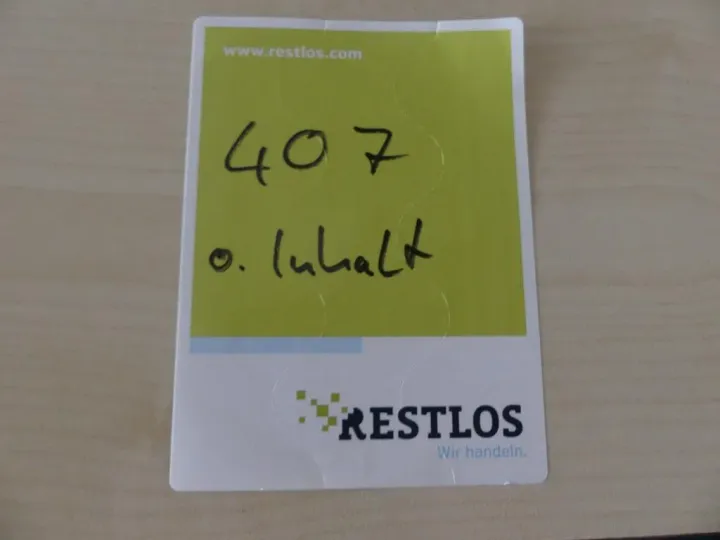 www.restlos.com
407
o. Inhalt
RESTLOS
Wir handeln.